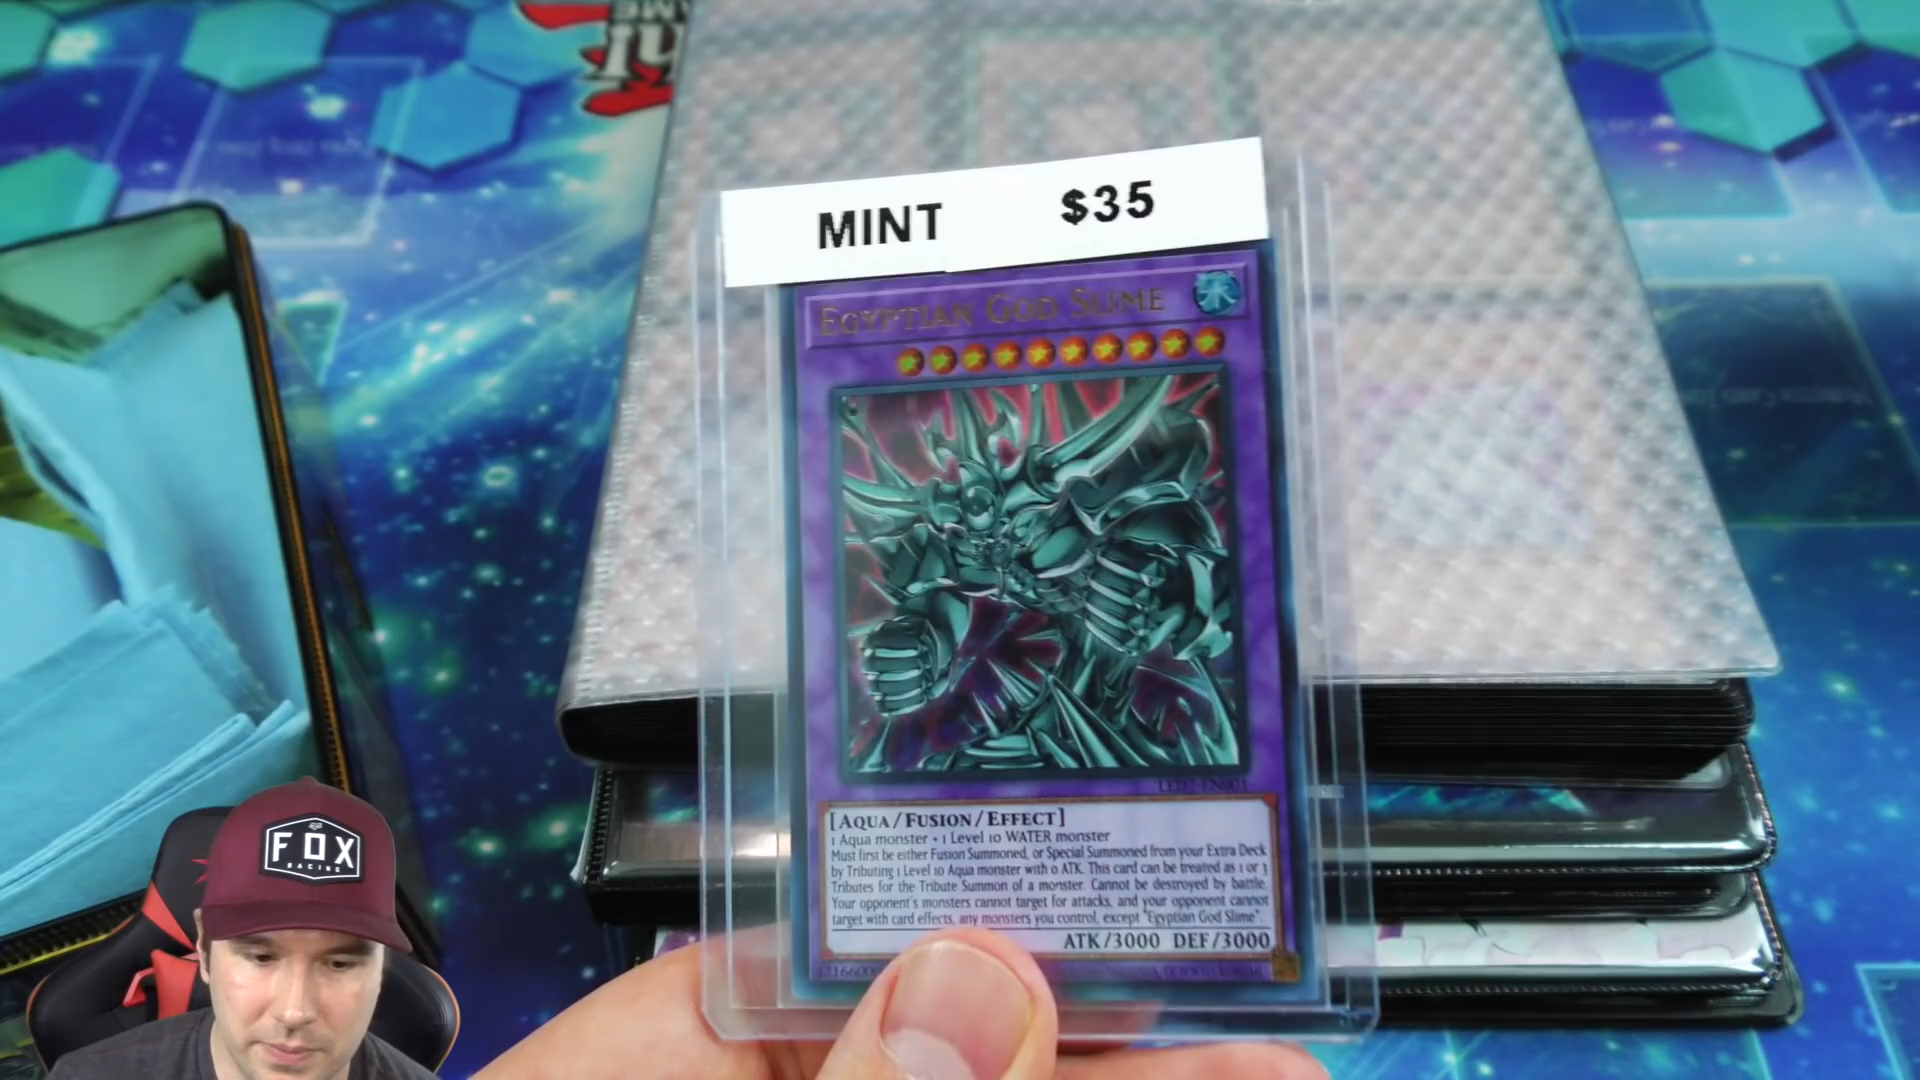 MINT $35
EGYPTIAN GOD SLIME
LED7-EN001
[AQUA/FUSION/EFFECT]
1 Aqua monster + 1 Level 10 WATER monster
Must first be either Fusion Summoned, or Special Summoned from your Extra Deck
by Tributing 1 Level 10 Aqua monster with 0 ATK. This card can be treated as 1 or 3
Tributes for the Tribute Summon of a monster. Cannot be destroyed by battle.
Your opponent's monsters cannot target for attacks, and your opponent cannot
target with card effects, any monsters you control, except "Egyptian God Slime".
ATK/3000 DEF/3000
FOX
RACING